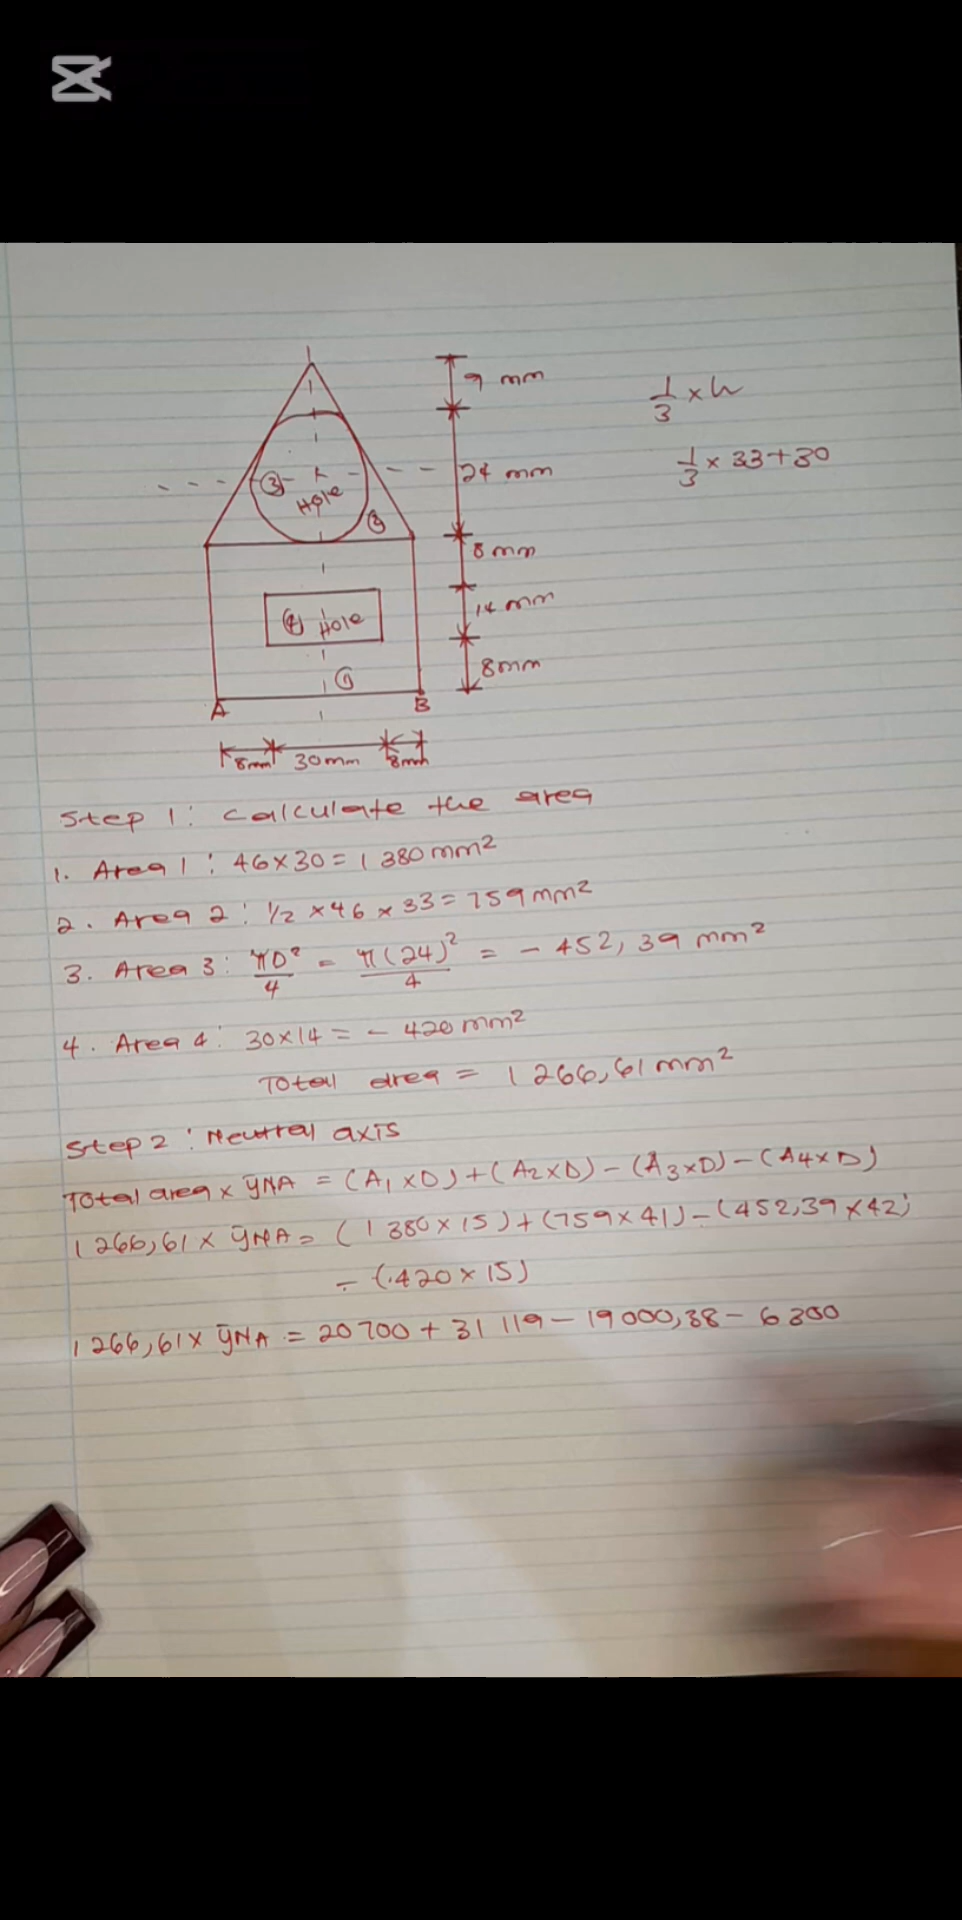 9 mm
1/3 × h
1/3 × 33+30
24 mm
③
Hole
8 mm
14 mm
④ Hole
8mm
①
A
B
8mm 30mm 8mm
Step 1: Calculate the area
1. Area 1: 46×30 = 1 380 mm²
2. Area 2: 1/2 × 46 × 33 = 759 mm²
3. Area 3: πD²/4 = π(24)²/4 = - 452,39 mm²
4. Area 4: 30×14 = - 420 mm²
Total area = 1 266,61 mm²
Step 2: Neutral axis
Total area × ȳNA = (A1×D) + (A2×D) - (A3×D) - (A4×D)
1 266,61 × ȳNA = (1 380×15) + (759×41) - (452,39×42)
- (420×15)
1 266,61 × ȳNA = 20 700 + 31 119 - 19000,38 - 6 300